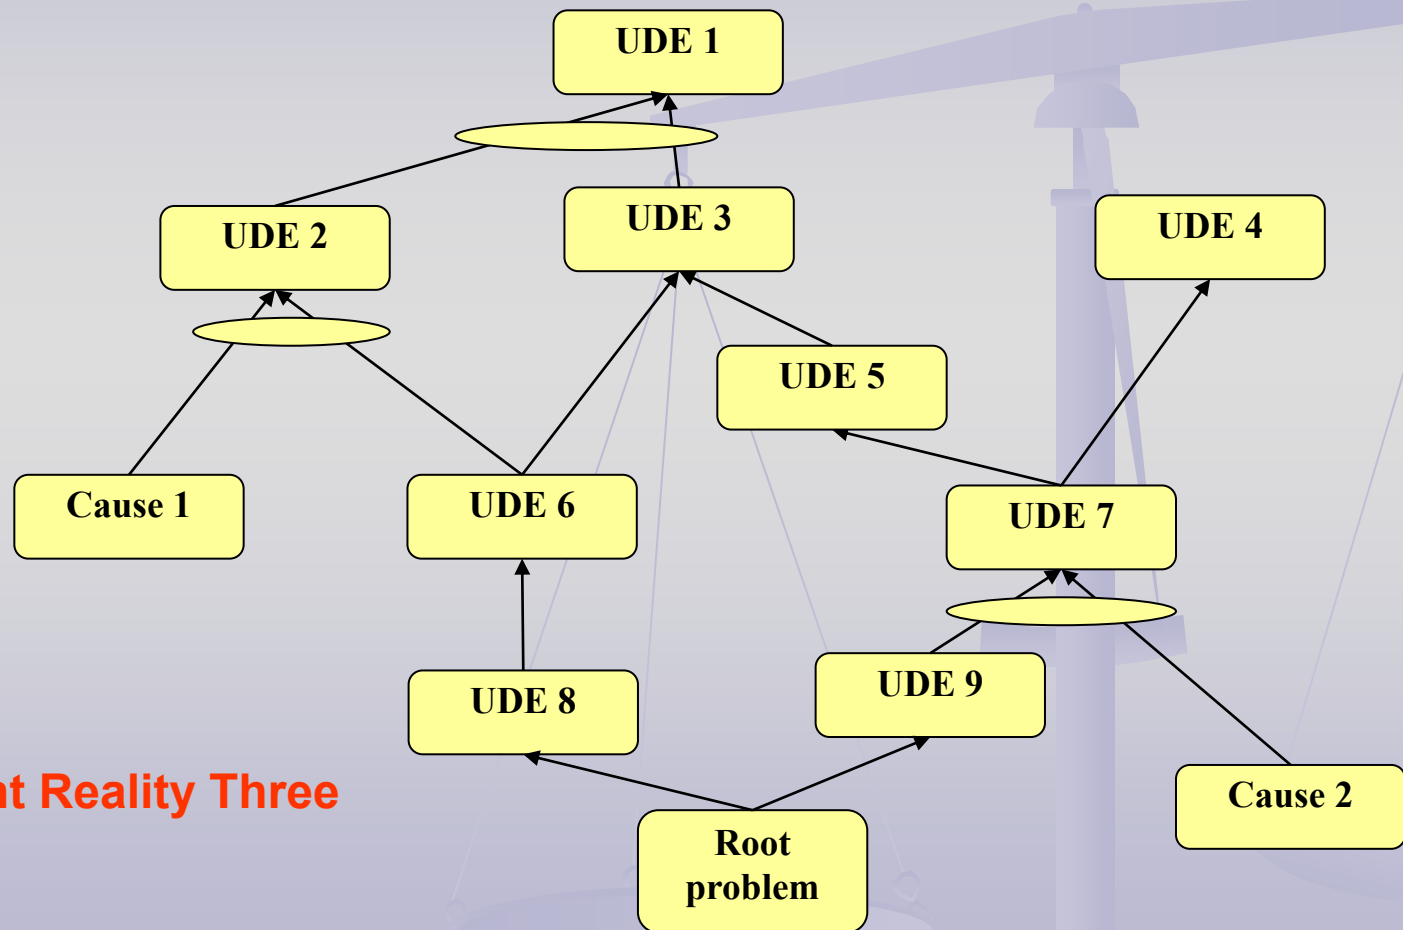 UDE 1
UDE 2
UDE 3
UDE 4
UDE 5
Cause 1
UDE 6
UDE 7
UDE 8
UDE 9
Reality Three
Cause 2
Root
problem